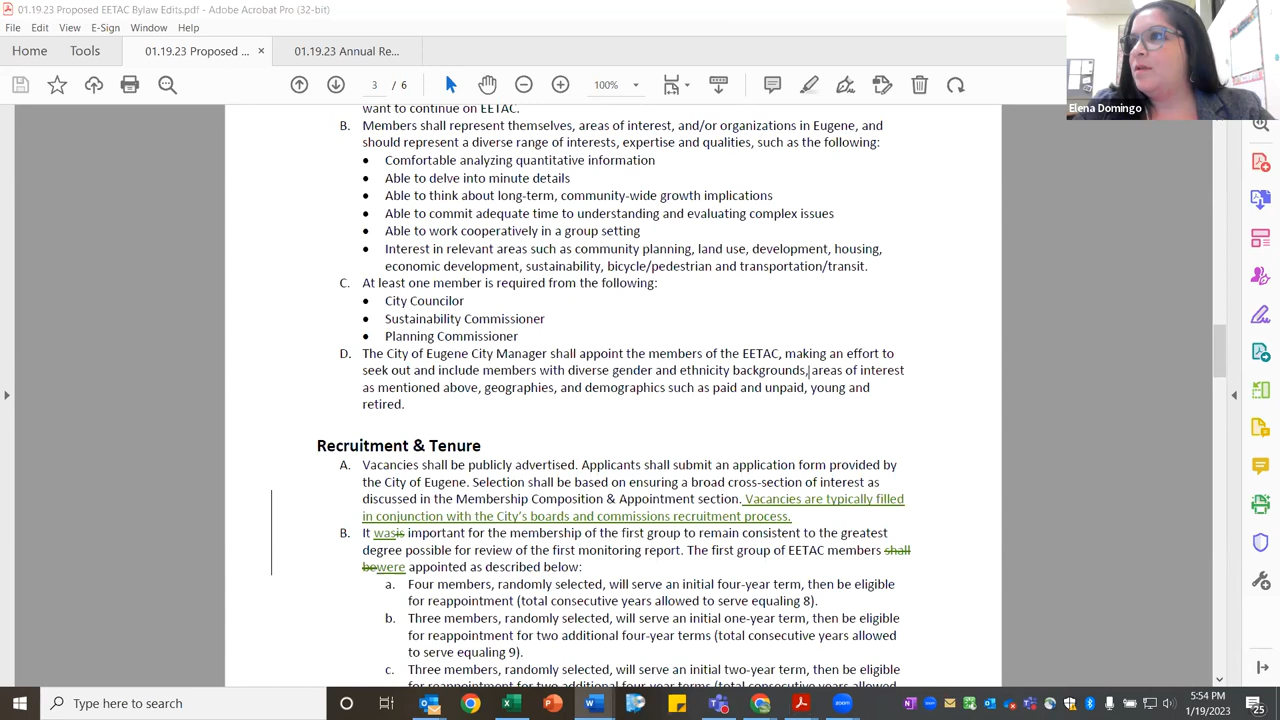 01.19.23 Proposed EETAC Bylaw Edits.pdf - Adobe Acrobat Pro (32-bit)
File Edit View E-Sign Window Help
Home Tools 01.19.23 Proposed ... × 01.19.23 Annual Re...
3 / 6 100%
Elena Domingo
want to continue on EETAC.
B. Members shall represent themselves, areas of interest, and/or organizations in Eugene, and
should represent a diverse range of interests, expertise and qualities, such as the following:
• Comfortable analyzing quantitative information
• Able to delve into minute details
• Able to think about long-term, community-wide growth implications
• Able to commit adequate time to understanding and evaluating complex issues
• Able to work cooperatively in a group setting
• Interest in relevant areas such as community planning, land use, development, housing,
economic development, sustainability, bicycle/pedestrian and transportation/transit.
C. At least one member is required from the following:
• City Councilor
• Sustainability Commissioner
• Planning Commissioner
D. The City of Eugene City Manager shall appoint the members of the EETAC, making an effort to
seek out and include members with diverse gender and ethnicity backgrounds, areas of interest
as mentioned above, geographies, and demographics such as paid and unpaid, young and
retired.
Recruitment & Tenure
A. Vacancies shall be publicly advertised. Applicants shall submit an application form provided by
the City of Eugene. Selection shall be based on ensuring a broad cross-section of interest as
discussed in the Membership Composition & Appointment section. Vacancies are typically filled
in conjunction with the City's boards and commissions recruitment process.
B. It wasis important for the membership of the first group to remain consistent to the greatest
degree possible for review of the first monitoring report. The first group of EETAC members shall
bewere appointed as described below:
a. Four members, randomly selected, will serve an initial four-year term, then be eligible
for reappointment (total consecutive years allowed to serve equaling 8).
b. Three members, randomly selected, will serve an initial one-year term, then be eligible
for reappointment for two additional four-year terms (total consecutive years allowed
to serve equaling 9).
c. Three members, randomly selected, will serve an initial two-year term, then be eligible
for reappointment for two additional four-year terms (total consecutive years allowed
Type here to search
zoom
5:54 PM
1/19/2023
25